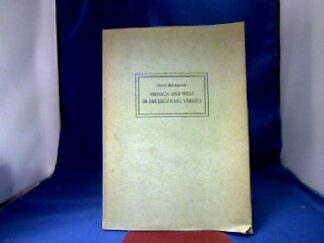 MENSCH UND WELT
IN DER DICHTUNG VERGILS